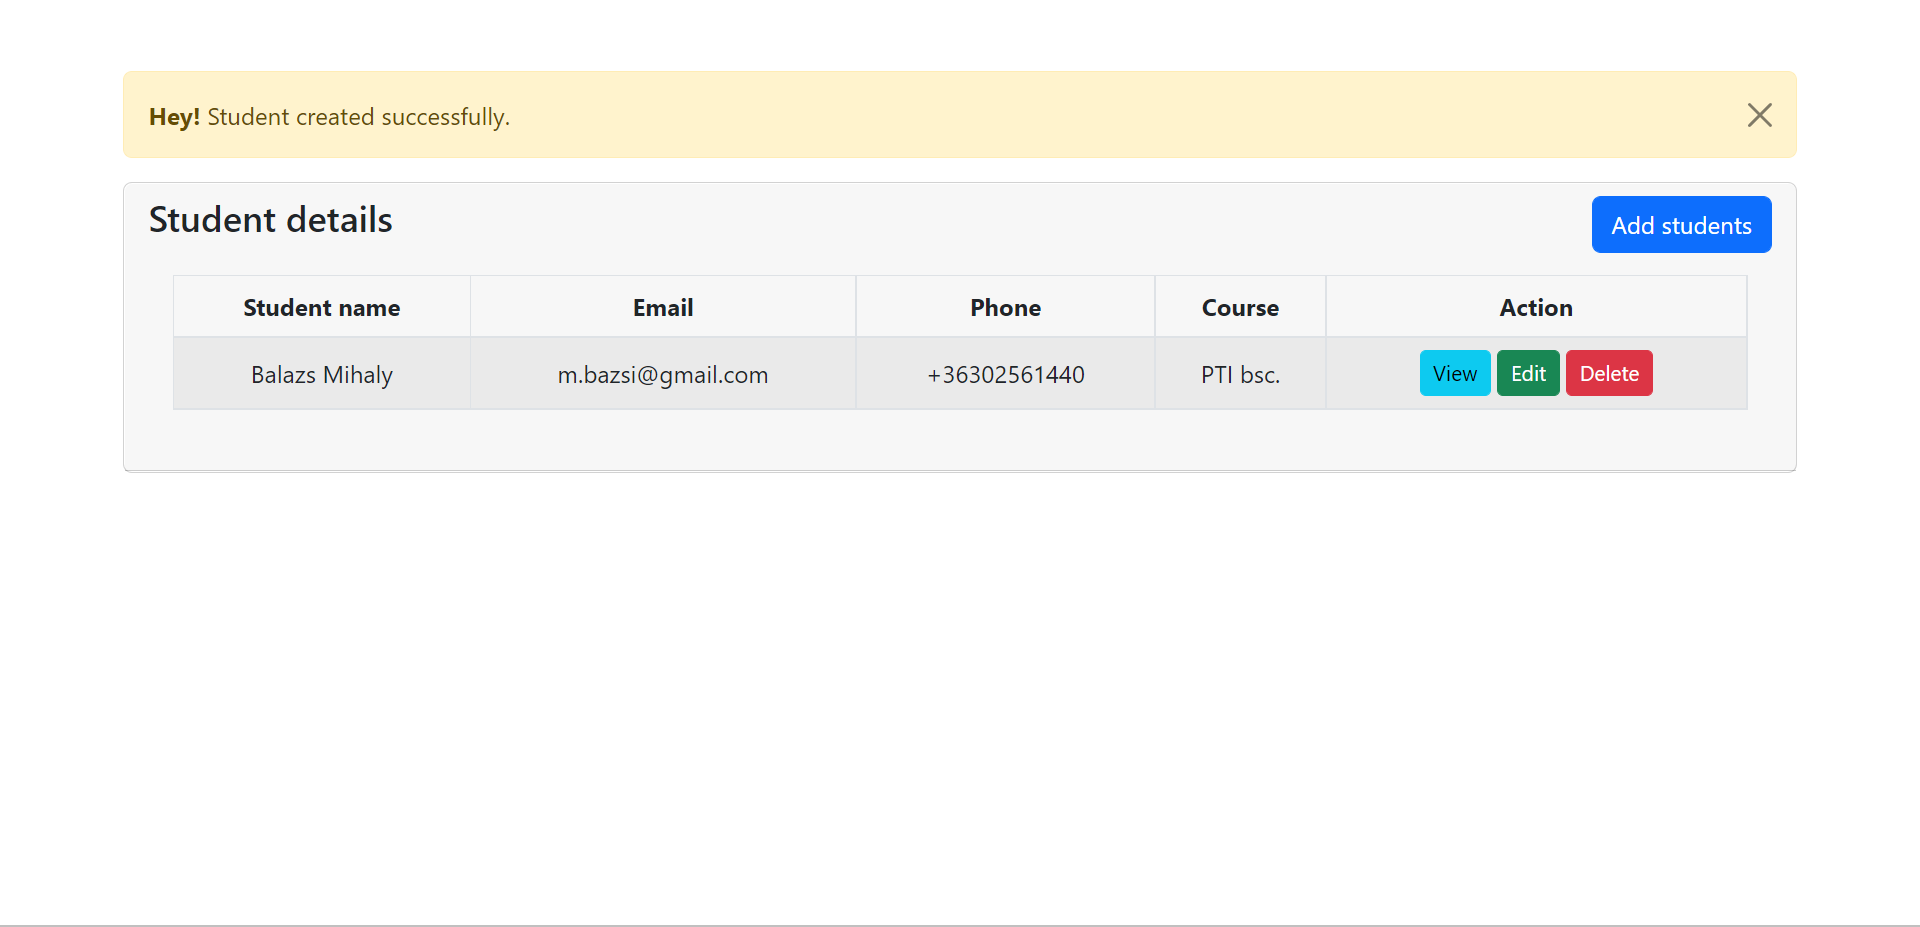 Hey! Student created successfully.
Student details
Add students
Student name Email Phone Course Action
Balazs Mihaly m.bazsi@gmail.com +36302561440 PTI bsc. View Edit Delete